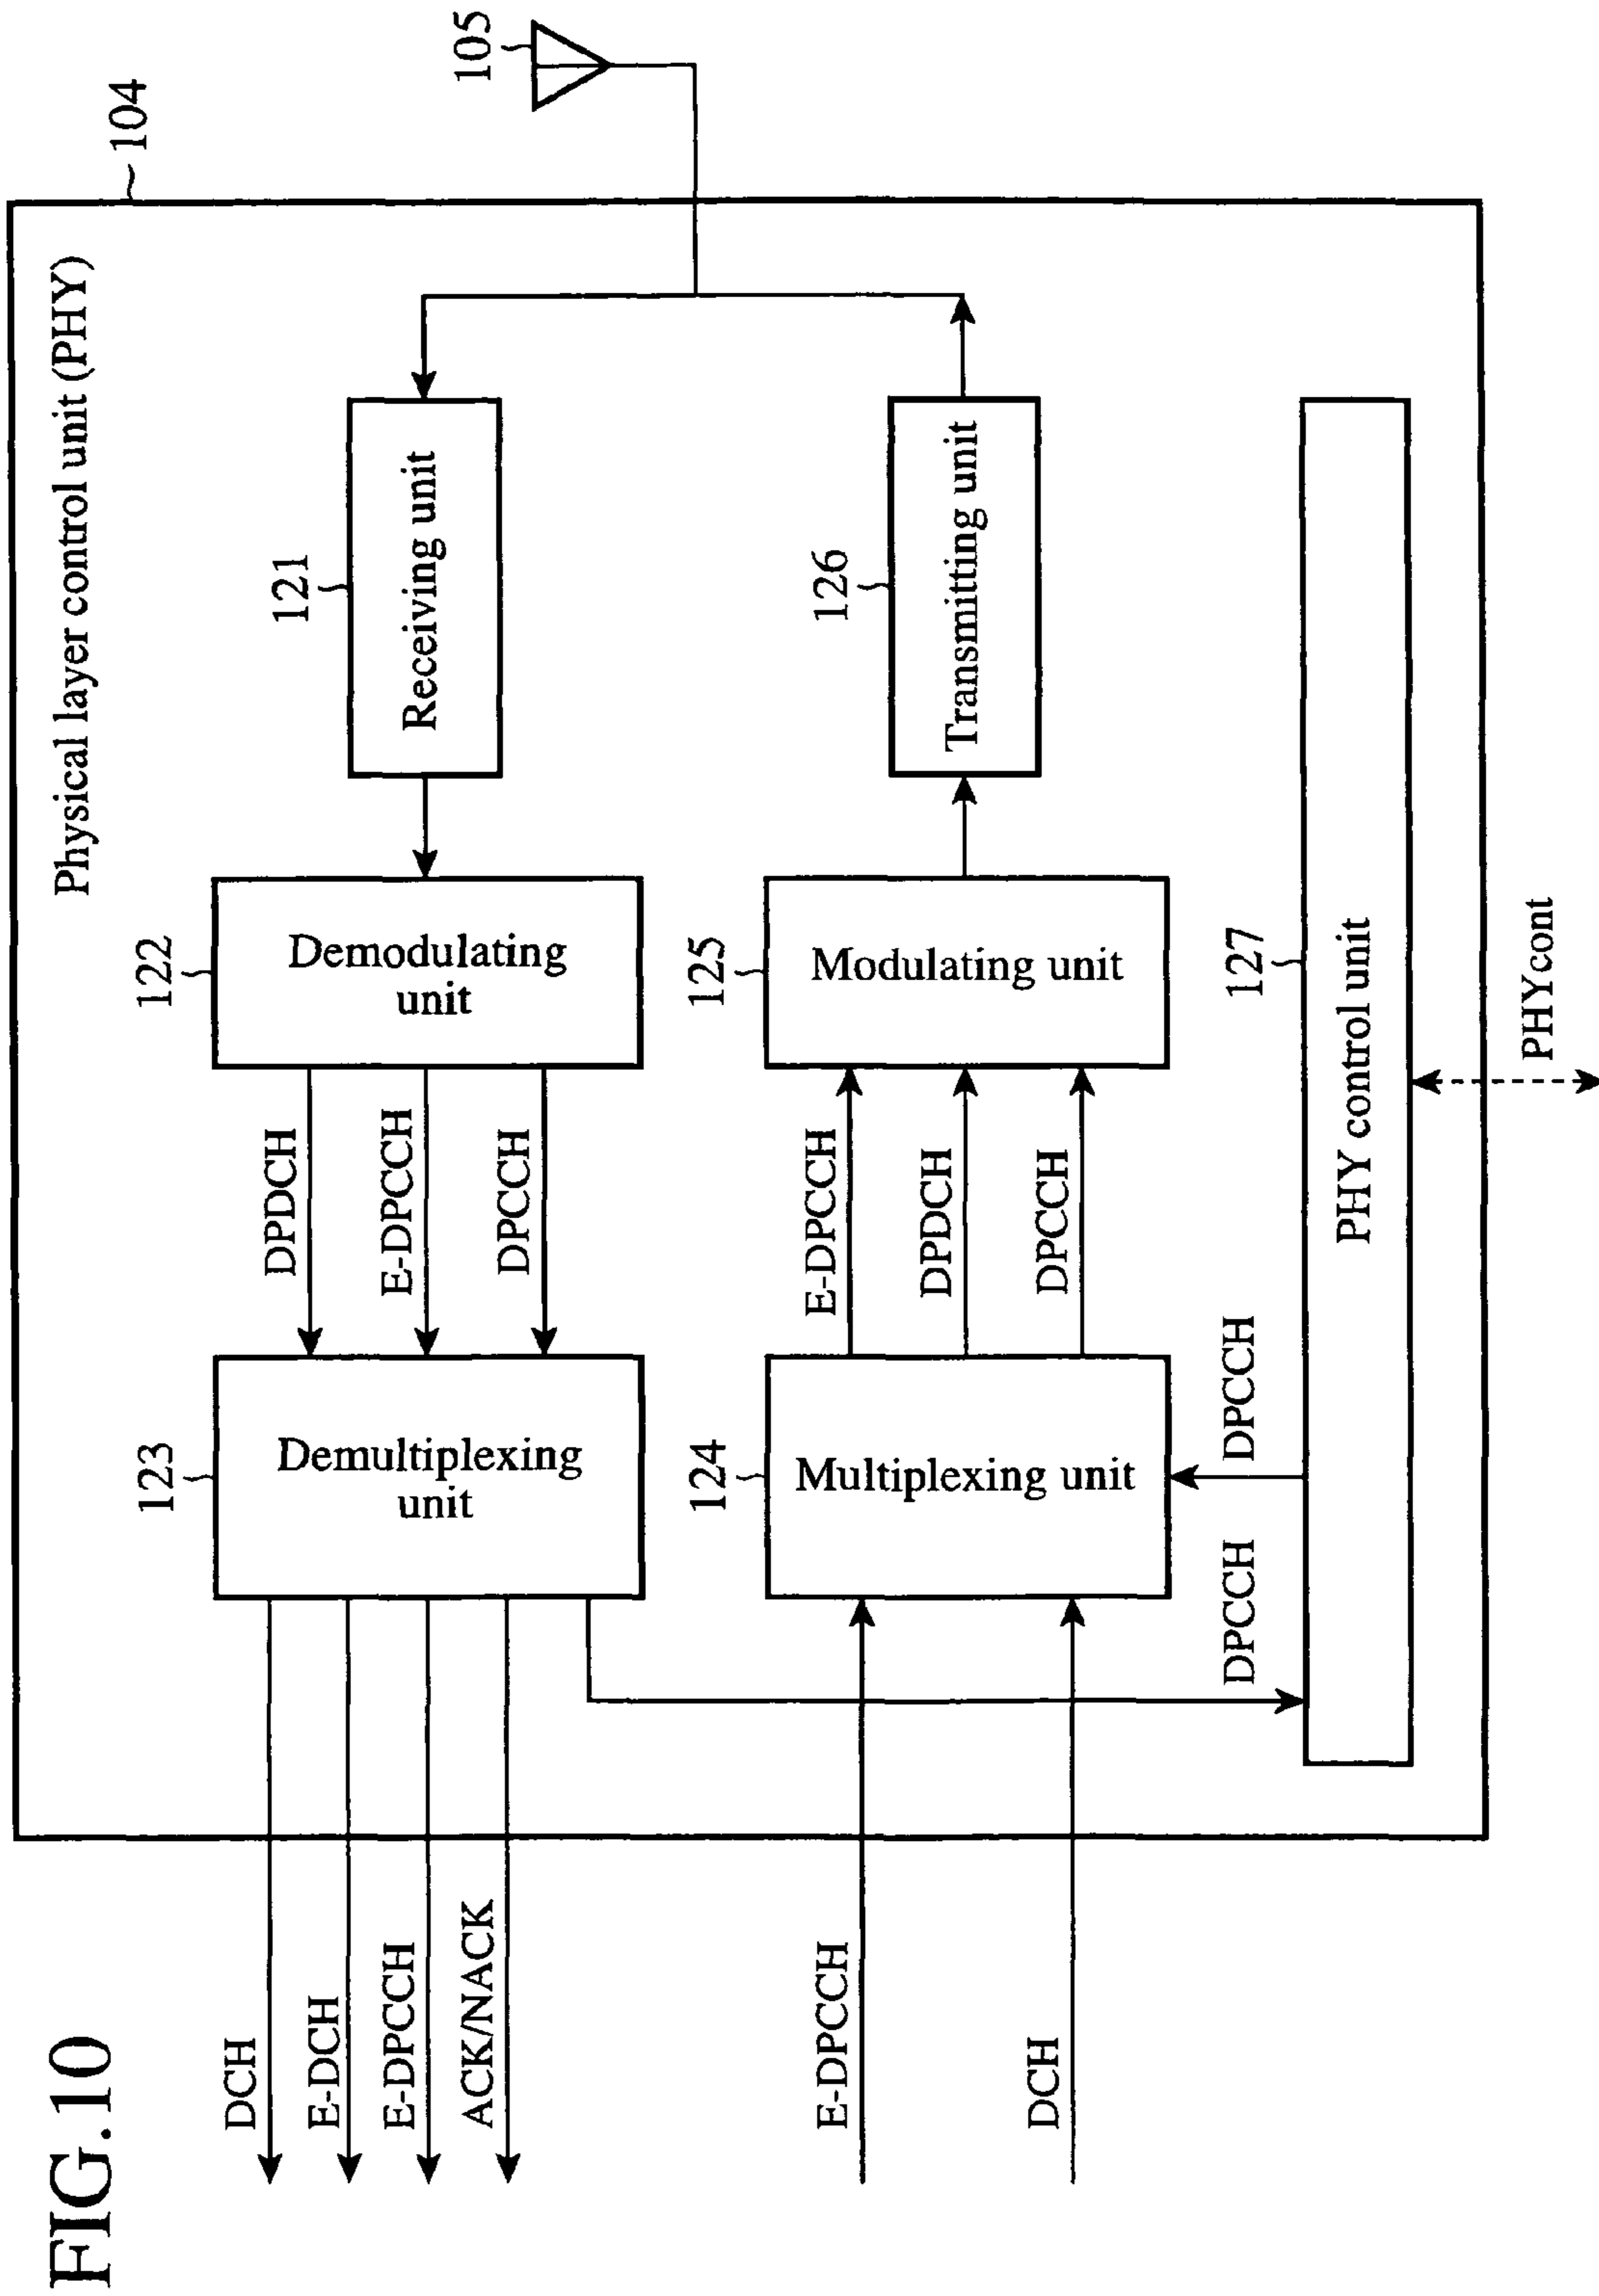 FIG.10
Physical layer control unit (PHY)
104
105
DCH
E-DCH
E-DPCCH
ACK/NACK
123
Demultiplexing
unit
DPDCH
E-DPCCH
DPCCH
122
Demodulating
unit
121
Receiving unit
E-DPCCH
DCH
124
Multiplexing unit
E-DPCCH
DPDCH
DPCCH
125
Modulating unit
126
Transmitting unit
DPCCH
DPCCH
127
PHY control unit
PHYcont